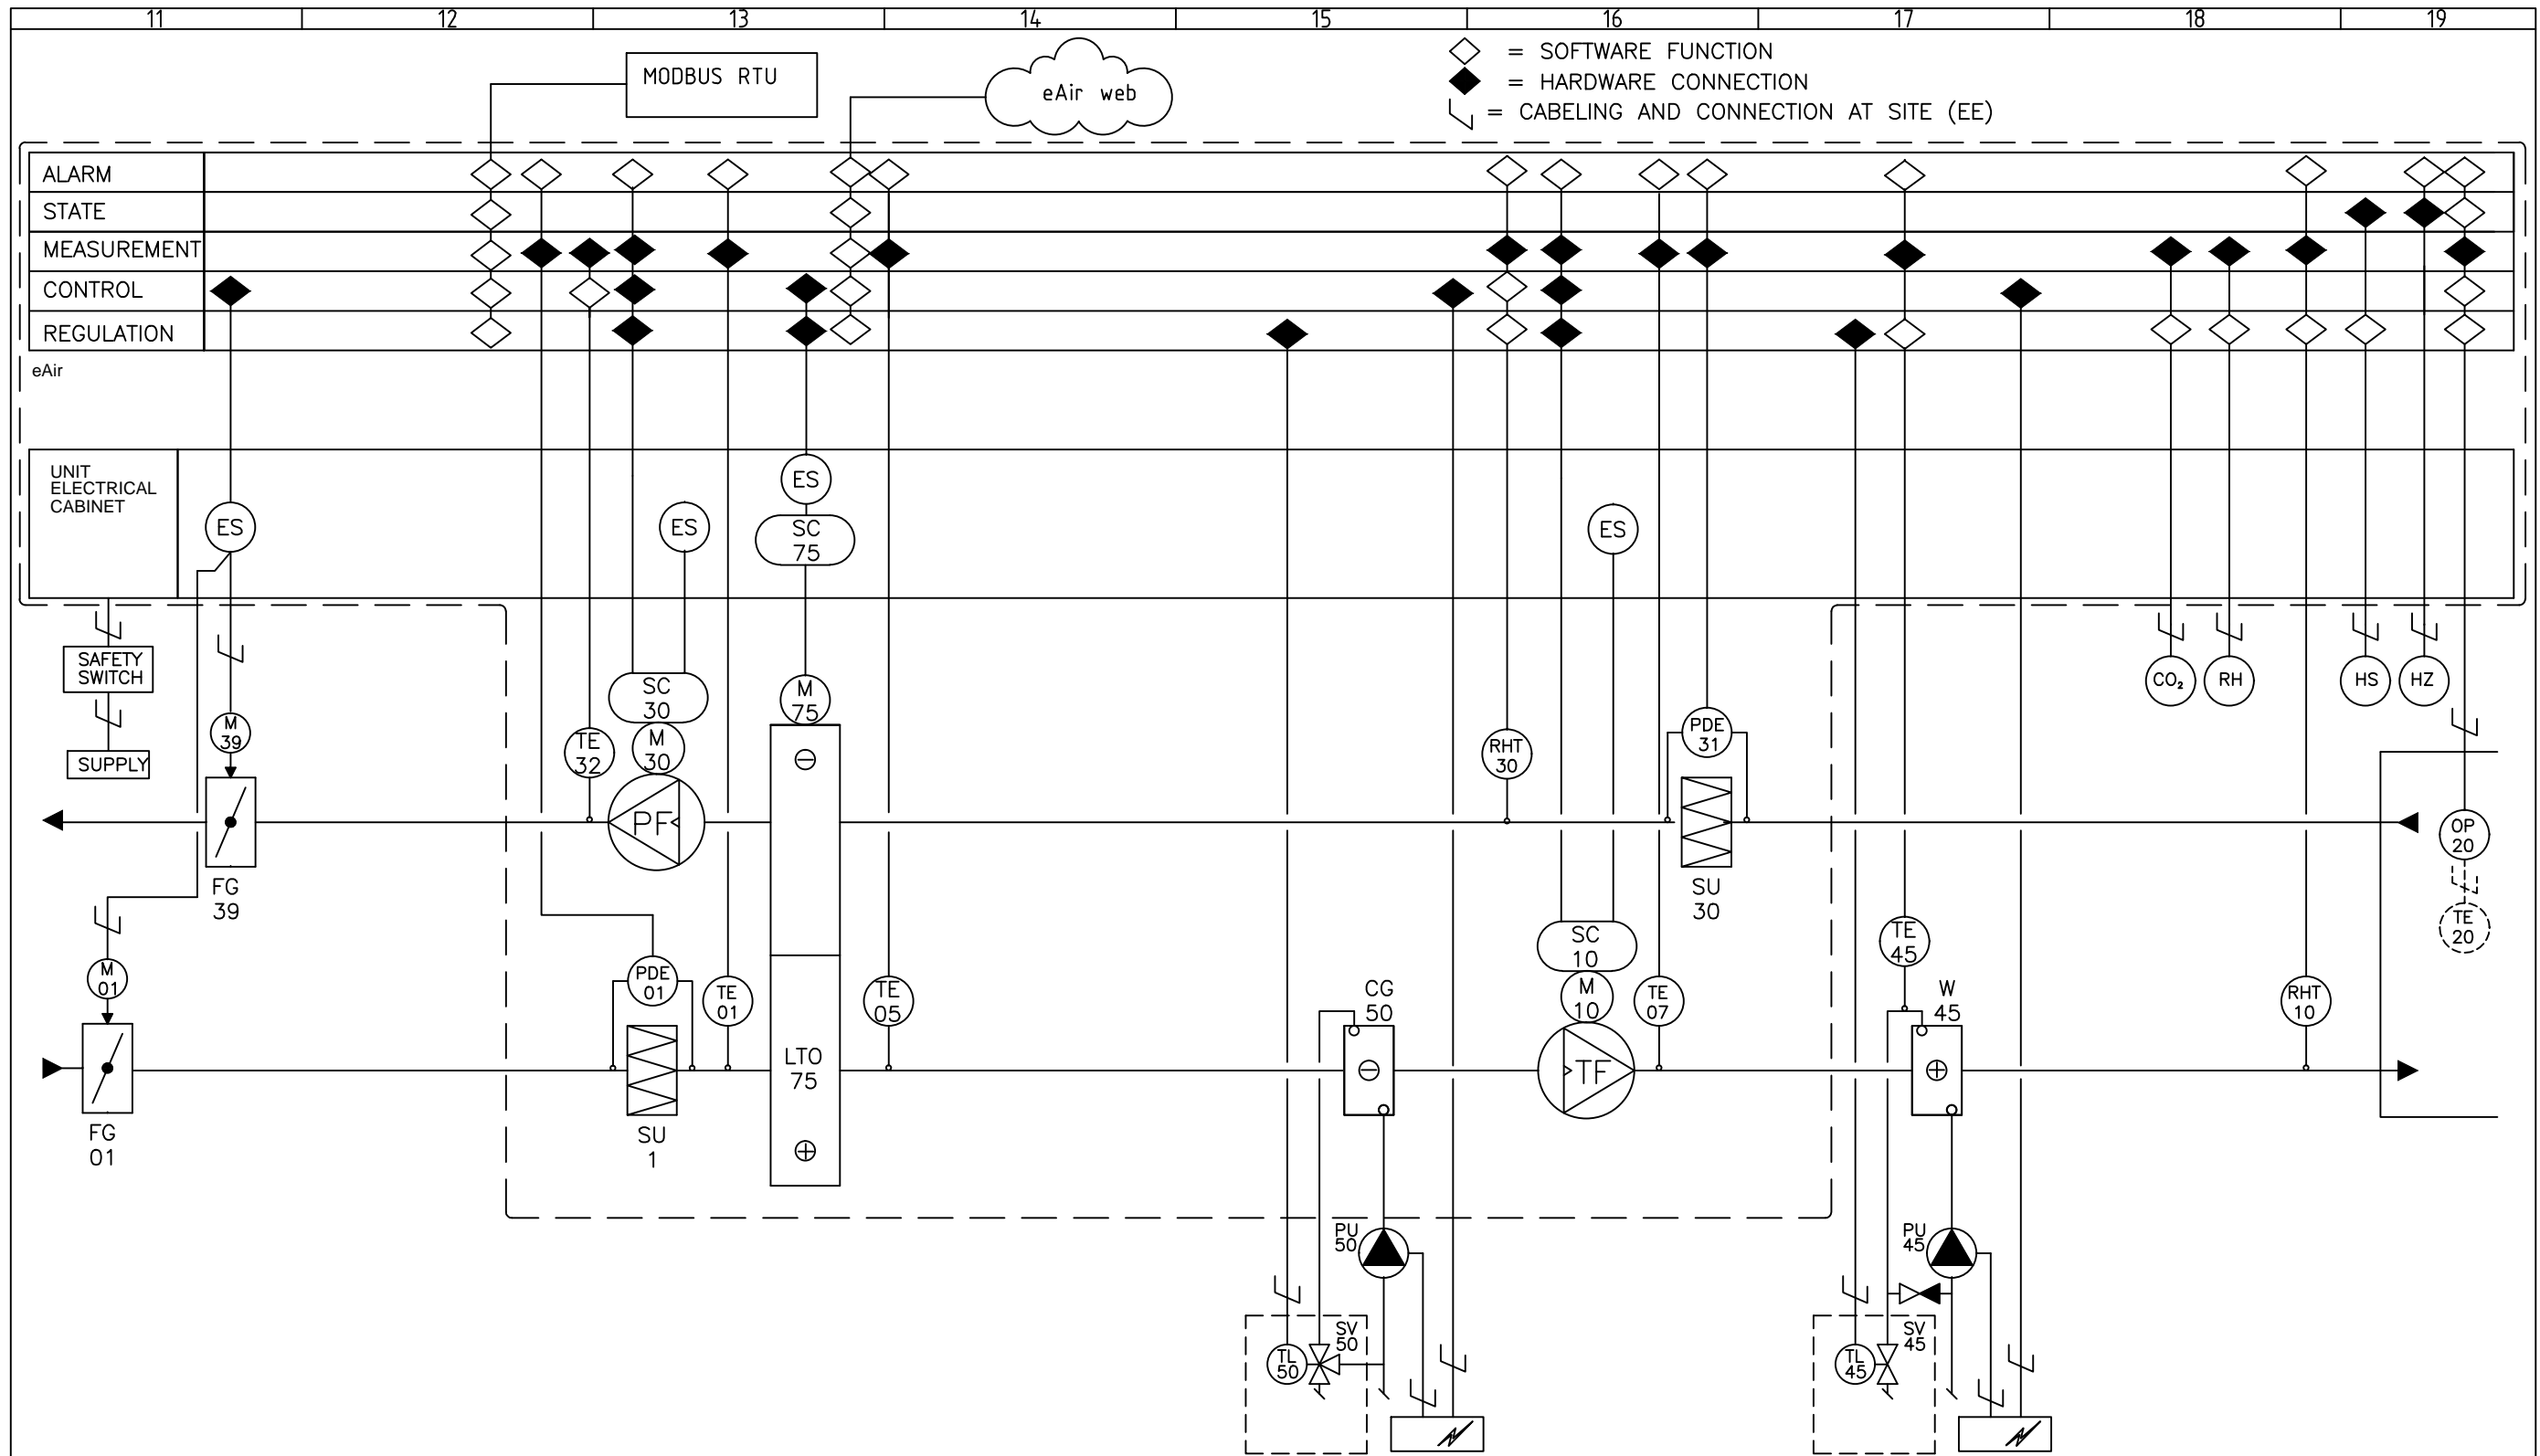 11 12 13 14 15 16 17 18 19
MODBUS RTU
eAir web
= SOFTWARE FUNCTION
= HARDWARE CONNECTION
= CABELING AND CONNECTION AT SITE (EE)
ALARM
STATE
MEASUREMENT
CONTROL
REGULATION
eAir
UNIT
ELECTRICAL
CABINET
ES
ES
ES
SC
75
ES
SAFETY
SWITCH
SUPPLY
M
39
TE
32
SC
30
M
30
M
75
RHT
30
PDE
31
CO₂
RH
HS
HZ
PF
FG
39
SU
30
OP
20
TE
20
M
01
PDE
01
TE
01
TE
05
CG
50
SC
10
M
10
TE
07
TE
45
W
45
RHT
10
LTO
75
TF
FG
01
SU
1
PU
50
PU
45
SV
50
TL
50
SV
45
TL
45